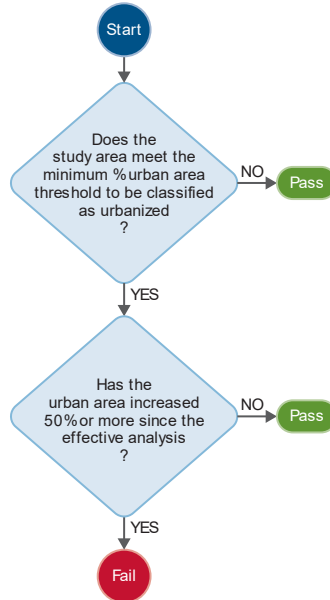 Start
Does the
study area meet the
minimum % urban area
threshold to be classified
as urbanized
?
NO
Pass
YES
Has the
urban area increased
50% or more since the
effective analysis
?
NO
Pass
YES
Fail